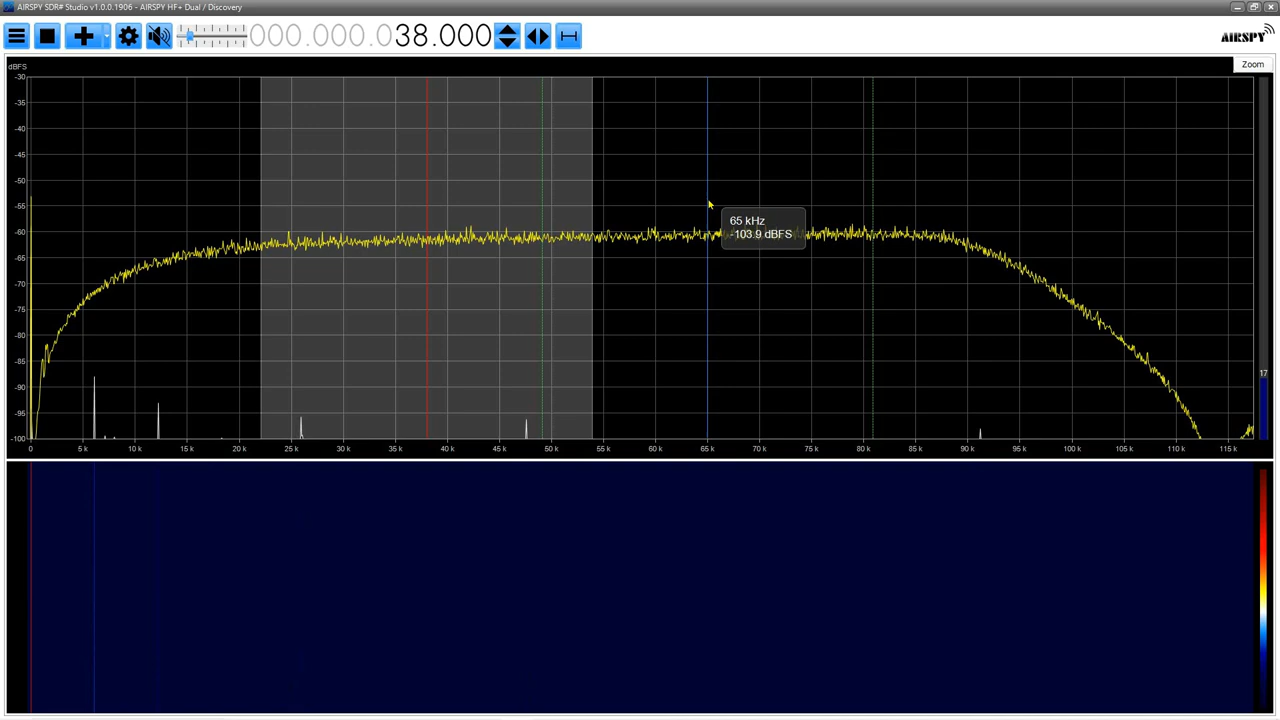 AIRSPY SDR# Studio v1.0.0.1906 - AIRSPY HF+ Dual / Discovery
000.000.038.000
AIRSPY
dBFS
Zoom
-30
-35
-40
-45
-50
-55
-60
-65
-70
-75
-80
-85
-90
-95
-100
65 kHz
-103.9 dBFS
17
0 5 k 10 k 15 k 20 k 25 k 30 k 35 k 40 k 45 k 50 k 55 k 60 k 65 k 70 k 75 k 80 k 85 k 90 k 95 k 100 k 105 k 110 k 115 k